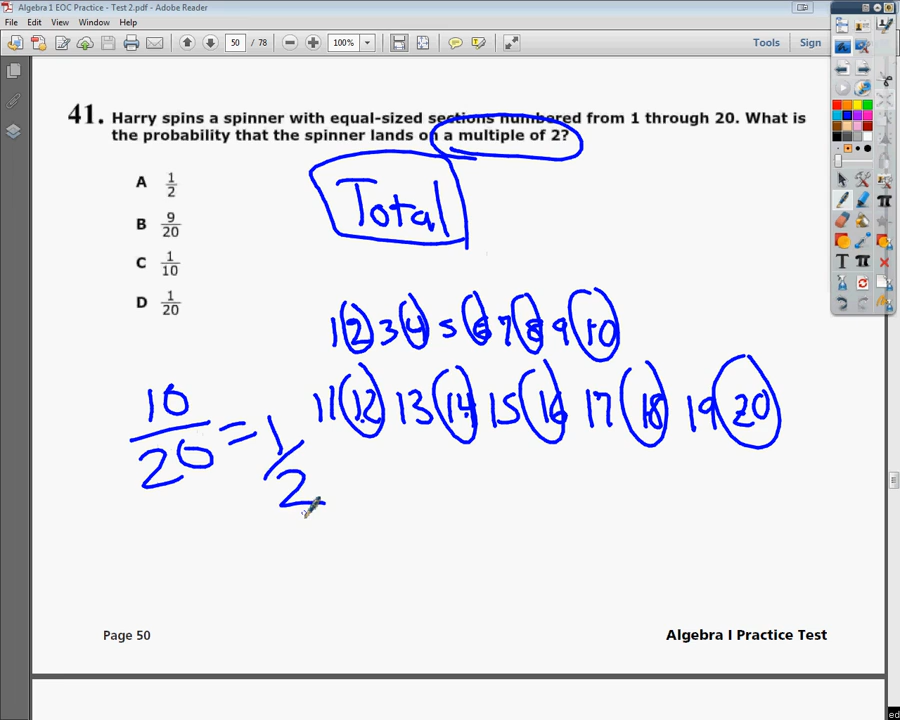 Algebra 1 EOC Practice - Test 2.pdf - Adobe Reader
File Edit View Window Help
50 / 78 100% Tools Sign
41. Harry spins a spinner with equal-sized sections numbered from 1 through 20. What is
the probability that the spinner lands on a multiple of 2?
A 1/2
B 9/20
C 1/10
D 1/20
Total
1 2 3 4 5 6 7 8 9 10
11 12 13 14 15 16 17 18 19 20
10/20 = 1/2
Page 50 Algebra I Practice Test